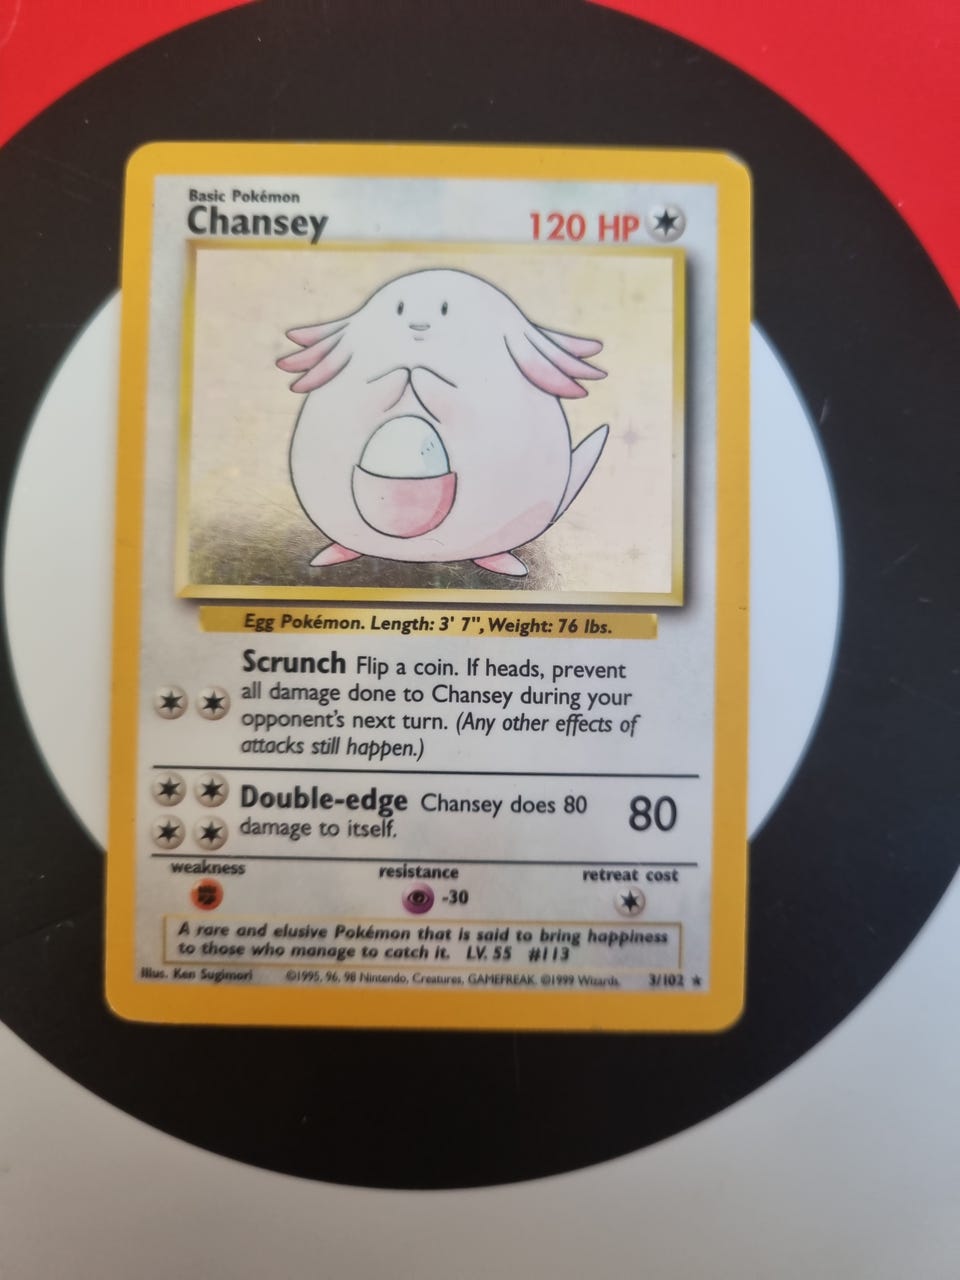 Basic Pokémon
Chansey 120 HP
Egg Pokémon. Length: 3' 7", Weight: 76 lbs.
Scrunch Flip a coin. If heads, prevent
all damage done to Chansey during your
opponent's next turn. (Any other effects of
attacks still happen.)
Double-edge Chansey does 80
damage to itself. 80
weakness resistance retreat cost
-30
A rare and elusive Pokémon that is said to bring happiness
to those who manage to catch it. LV. 55 #113
Illus. Ken Sugimori ©1995, 96, 98 Nintendo, Creatures, GAMEFREAK. ©1999 Wizards. 3/102 ★